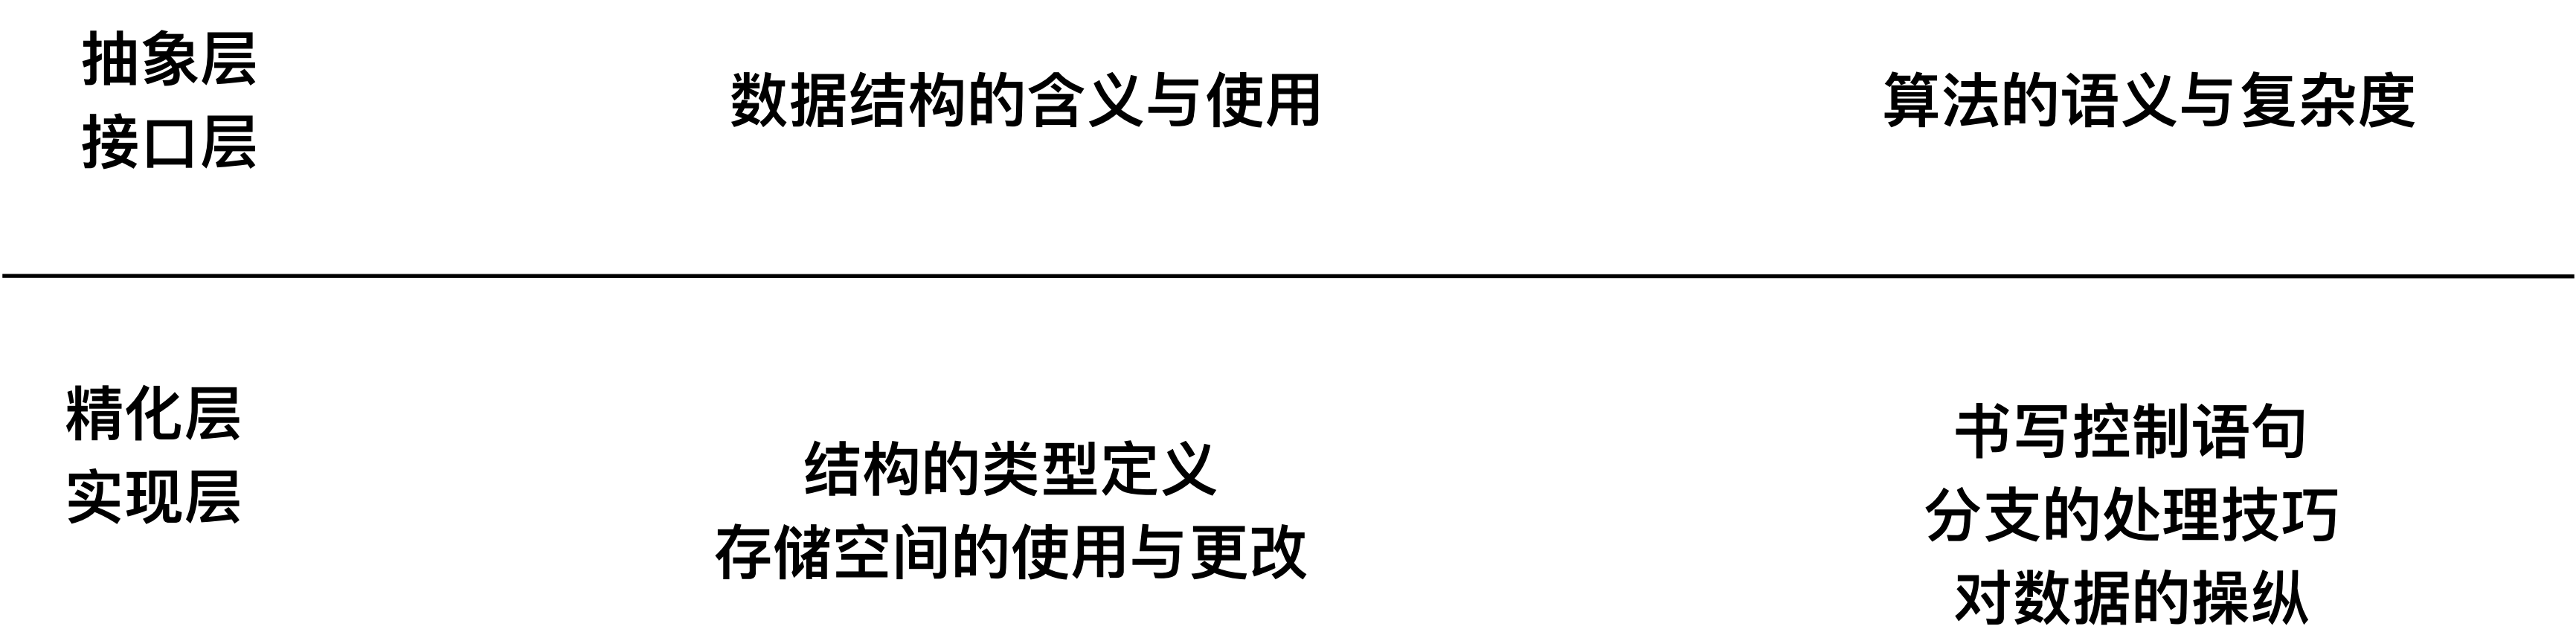 抽象层
接口层
数据结构的含义与使用
算法的语义与复杂度
精化层
实现层
结构的类型定义
存储空间的使用与更改
书写控制语句
分支的处理技巧
对数据的操纵